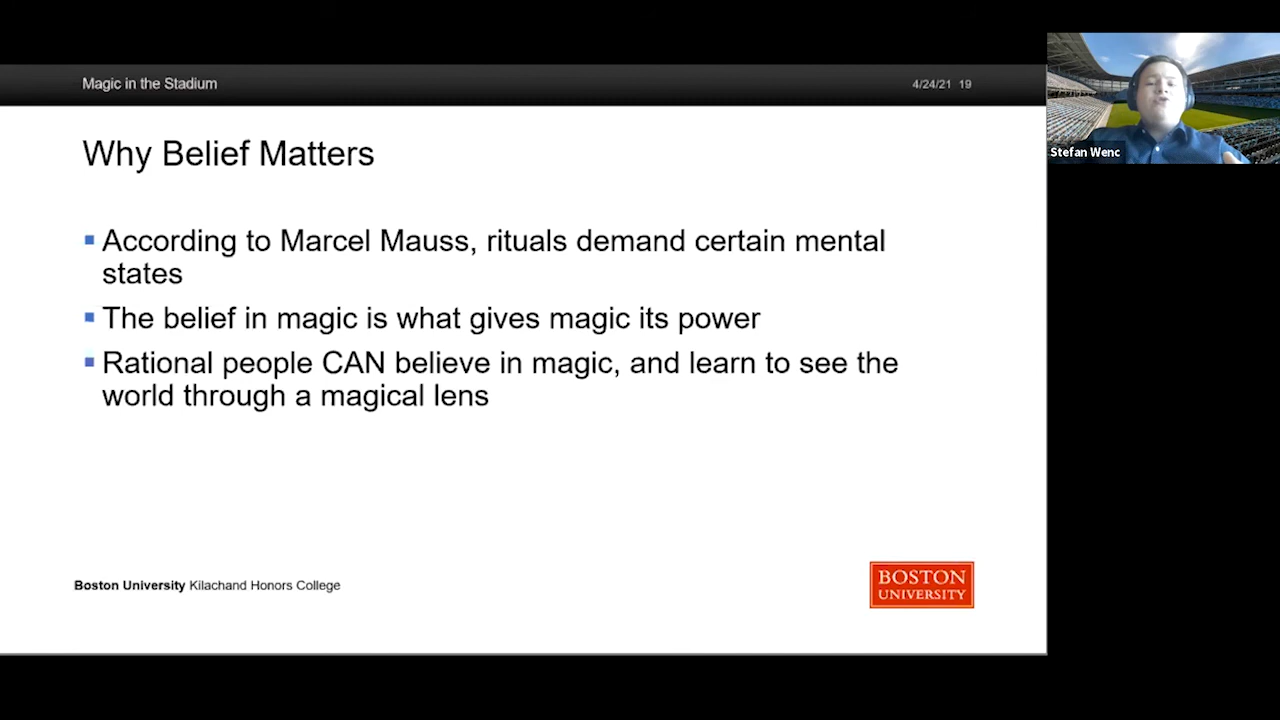 Magic in the Stadium
4/24/21 19
Why Belief Matters
▪ According to Marcel Mauss, rituals demand certain mental
states
▪ The belief in magic is what gives magic its power
▪ Rational people CAN believe in magic, and learn to see the
world through a magical lens
Boston University Kilachand Honors College
BOSTON
UNIVERSITY
Stefan Wenc